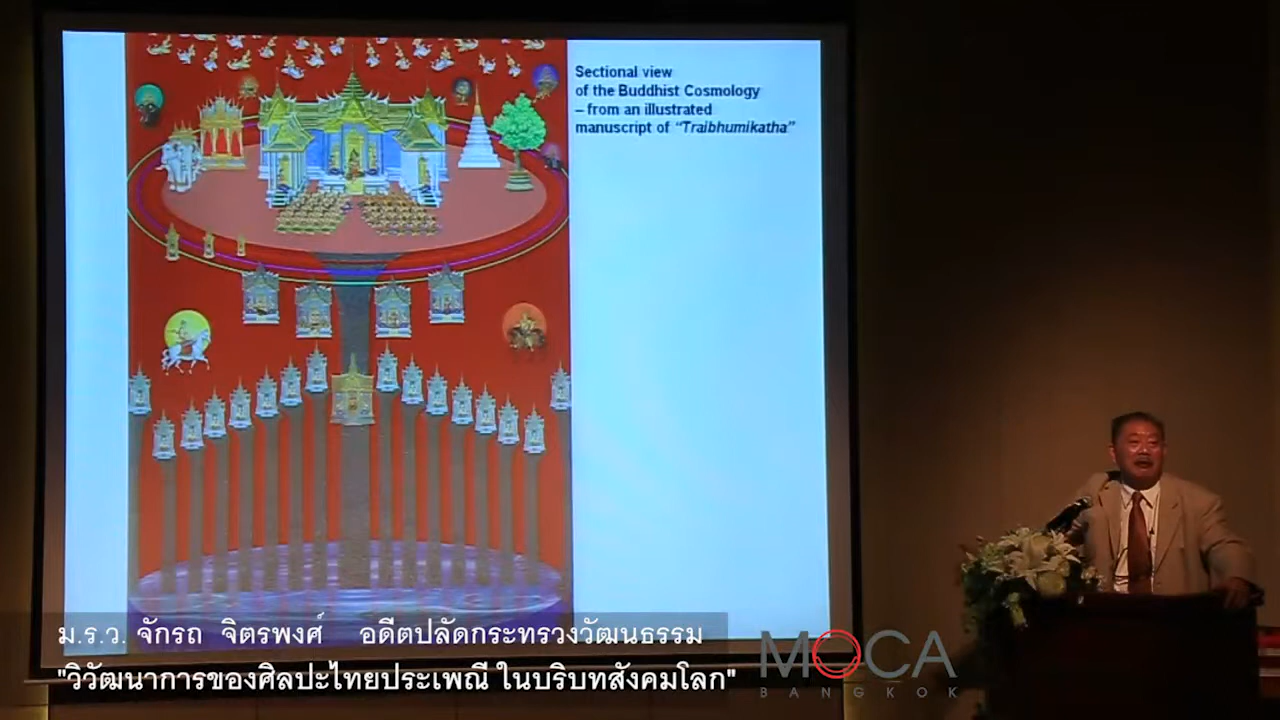 Sectional view
of the Buddhist Cosmology
– from an illustrated
manuscript of “Traibhumikatha”
ม.ร.ว. จักรถ จิตรพงศ์ อดีตปลัดกระทรวงวัฒนธรรม
"วิวัฒนาการของศิลปะไทยประเพณี ในบริบทสังคมโลก"
MOCA
BANGKOK